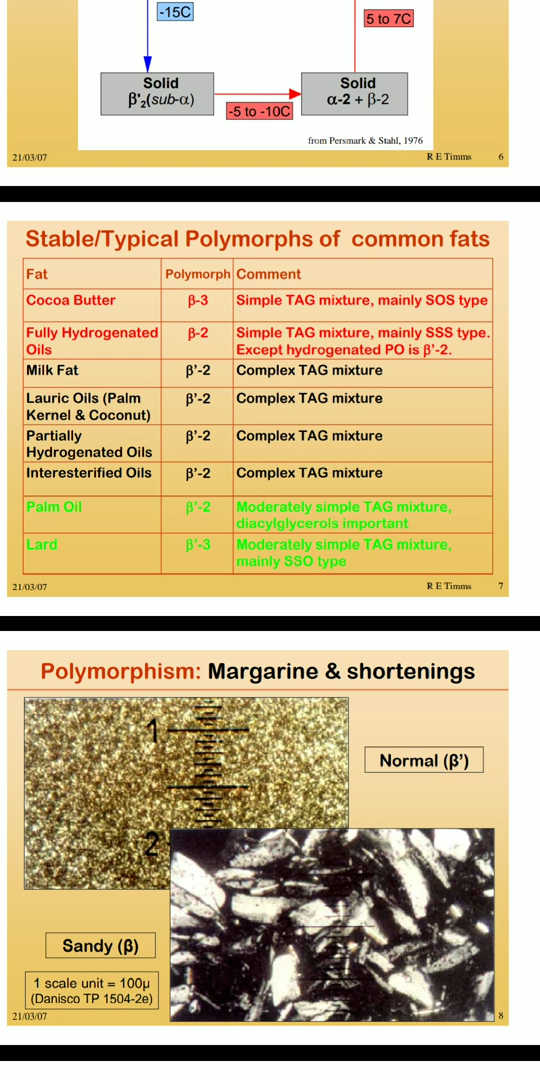 -15C
5 to 7C
Solid
β'₂(sub-α)
-5 to -10C
Solid
α-2 + β-2
from Persmark & Stahl, 1976
21/03/07
R E Timms 6
Stable/Typical Polymorphs of common fats
Fat Polymorph Comment
Cocoa Butter β-3 Simple TAG mixture, mainly SOS type
Fully Hydrogenated β-2 Simple TAG mixture, mainly SSS type.
Oils Except hydrogenated PO is β'-2.
Milk Fat β'-2 Complex TAG mixture
Lauric Oils (Palm β'-2 Complex TAG mixture
Kernel & Coconut)
Partially β'-2 Complex TAG mixture
Hydrogenated Oils
Interesterified Oils β'-2 Complex TAG mixture
Palm Oil β'-2 Moderately simple TAG mixture,
diacylglycerols important
Lard β'-3 Moderately simple TAG mixture,
mainly SSO type
21/03/07
R E Timms 7
Polymorphism: Margarine & shortenings
1
2
Normal (β')
Sandy (β)
1 scale unit = 100μ
(Danisco TP 1504-2e)
21/03/07
8